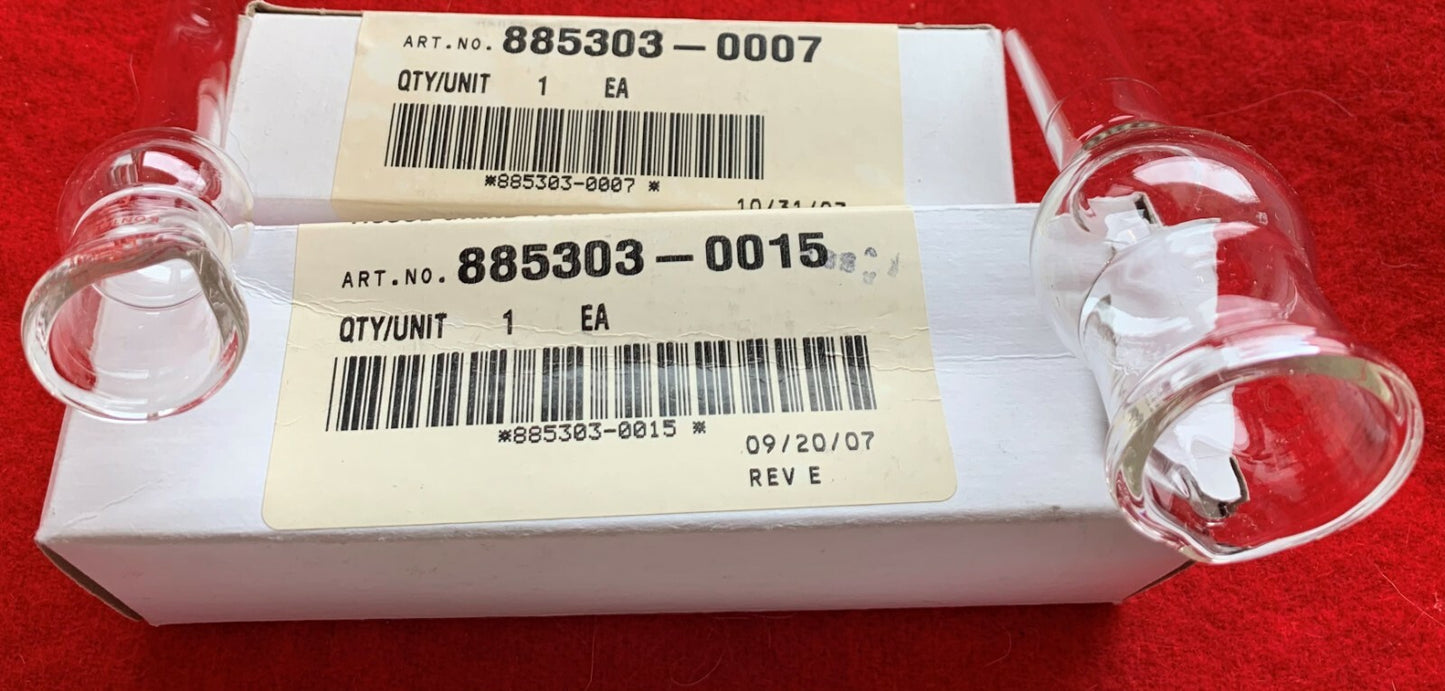 ART.NO. 885303-0007
QTY/UNIT 1 EA
*885303-0007 *
ART.NO. 885303-0015
QTY/UNIT 1 EA
*885303-0015 *
09/20/07
REV E